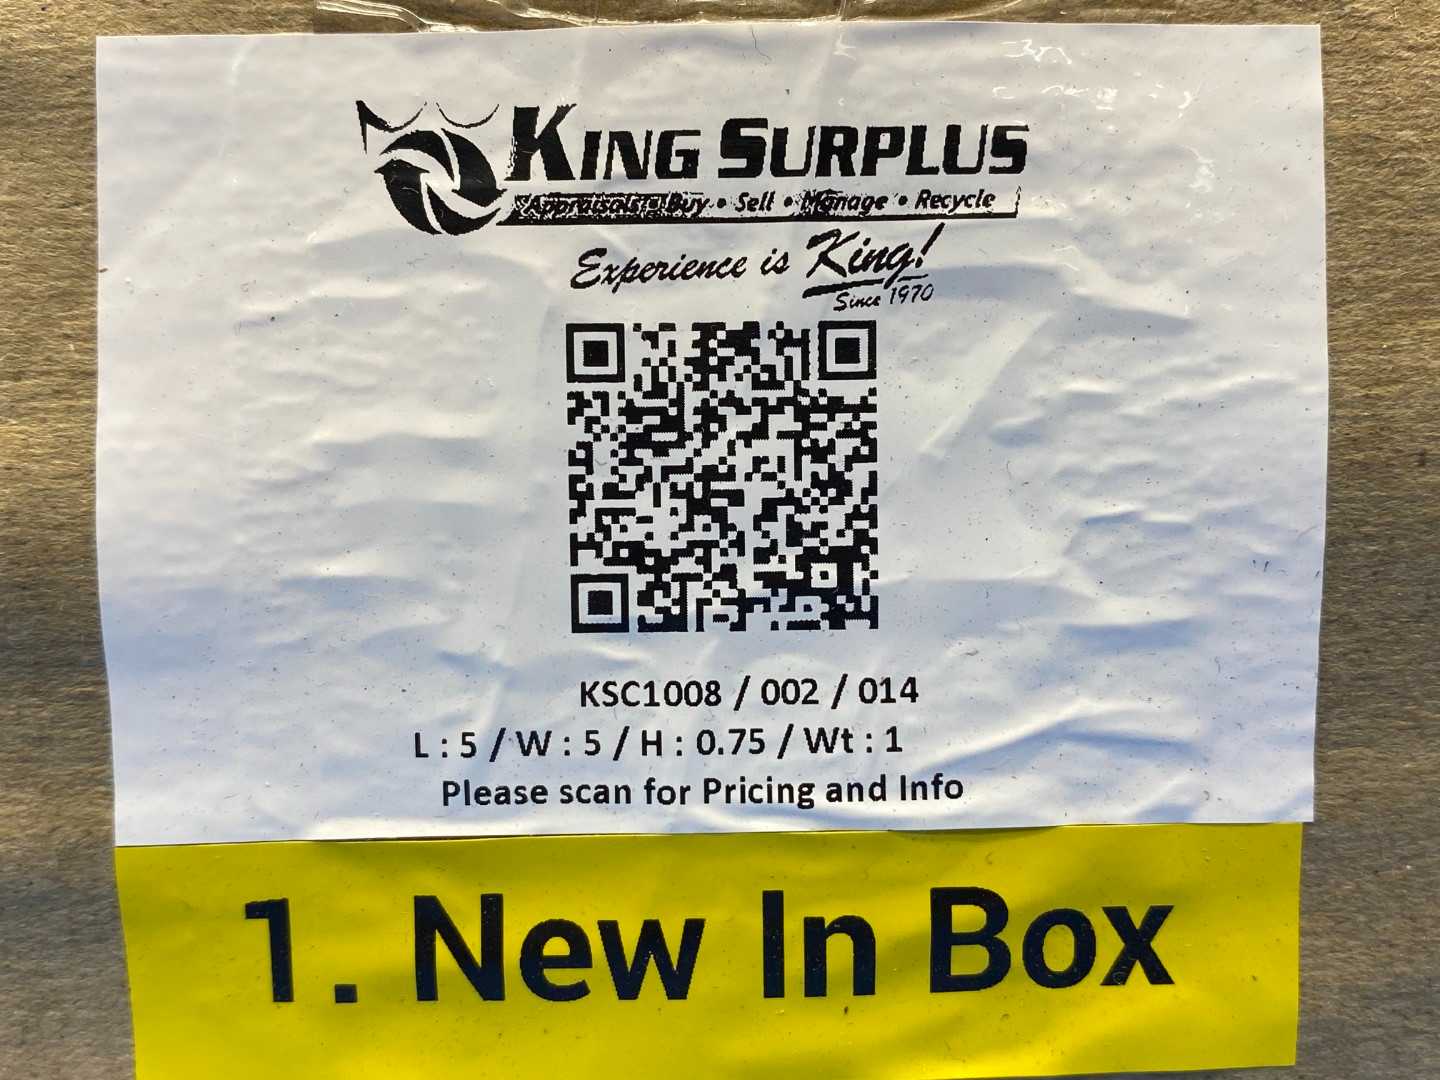 KING SURPLUS
Appraisals • Buy • Sell • Manage • Recycle
Experience is King!
Since 1970
KSC1008 / 002 / 014
L : 5 / W : 5 / H : 0.75 / Wt : 1
Please scan for Pricing and Info
1. New In Box